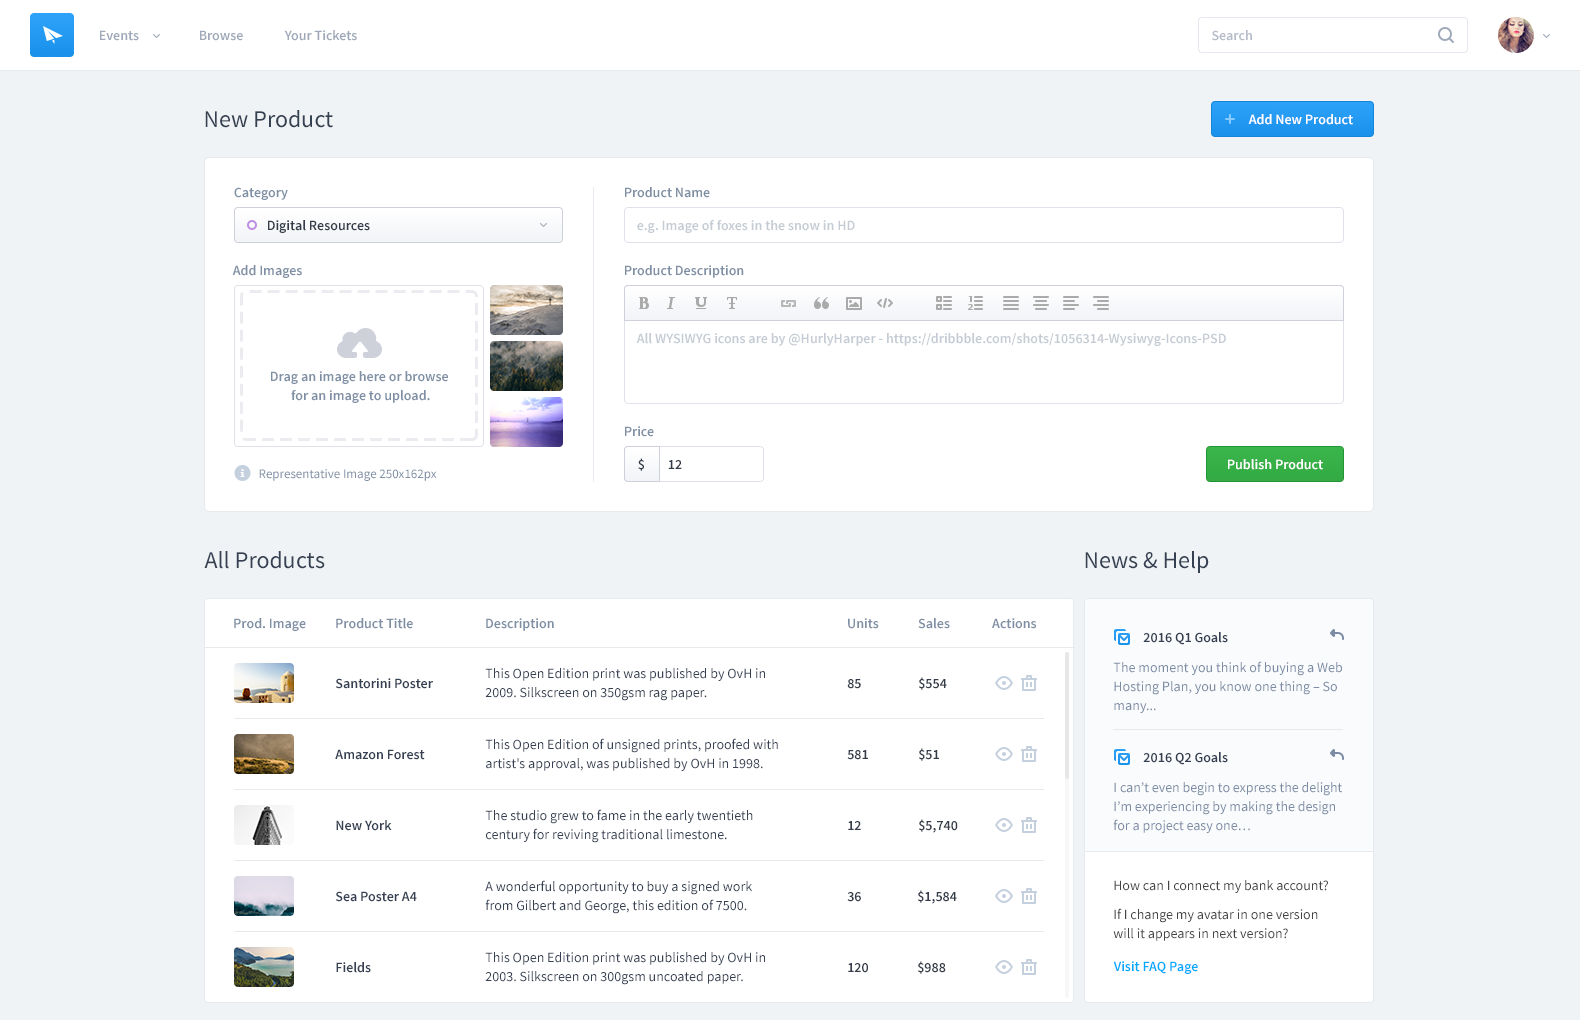 Events
Browse
Your Tickets
Search
New Product
+ Add New Product
Category
Digital Resources
Add Images
Drag an image here or browse
for an image to upload.
Representative Image 250x162px
Product Name
e.g. Image of foxes in the snow in HD
Product Description
B I U T
All WYSIWYG icons are by @HurlyHarper - https://dribbble.com/shots/1056314-Wysiwyg-Icons-PSD
Price
$ 12
Publish Product
All Products
Prod. Image Product Title Description Units Sales Actions
Santorini Poster
This Open Edition print was published by OvH in
2009. Silkscreen on 350gsm rag paper.
85 $554
Amazon Forest
This Open Edition of unsigned prints, proofed with
artist's approval, was published by OvH in 1998.
581 $51
New York
The studio grew to fame in the early twentieth
century for reviving traditional limestone.
12 $5,740
Sea Poster A4
A wonderful opportunity to buy a signed work
from Gilbert and George, this edition of 7500.
36 $1,584
Fields
This Open Edition print was published by OvH in
2003. Silkscreen on 300gsm uncoated paper.
120 $988
News & Help
2016 Q1 Goals
The moment you think of buying a Web
Hosting Plan, you know one thing – So
many...
2016 Q2 Goals
I can't even begin to express the delight
I'm experiencing by making the design
for a project easy one…
How can I connect my bank account?
If I change my avatar in one version
will it appears in next version?
Visit FAQ Page